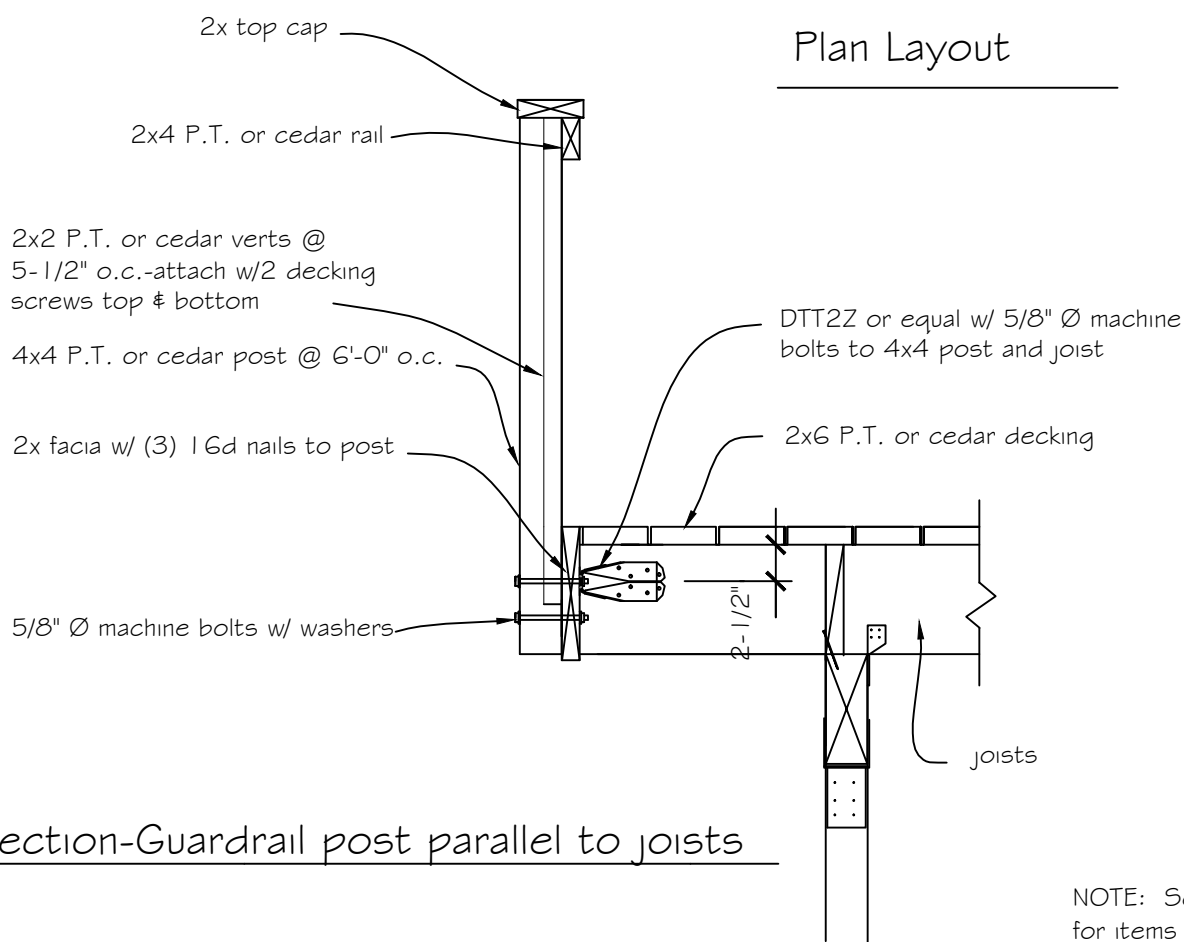 2x top cap
Plan Layout
2x4 P.T. or cedar rail
2x2 P.T. or cedar verts @
5-1/2" o.c.-attach w/2 decking
screws top & bottom
DTT2Z or equal w/ 5/8" Ø machine
bolts to 4x4 post and joist
4x4 P.T. or cedar post @ 6'-0" o.c.
2x facia w/ (3) 16d nails to post
2x6 P.T. or cedar decking
2-1/2"
5/8" Ø machine bolts w/ washers
joists
ection-Guardrail post parallel to joists
NOTE:
for items